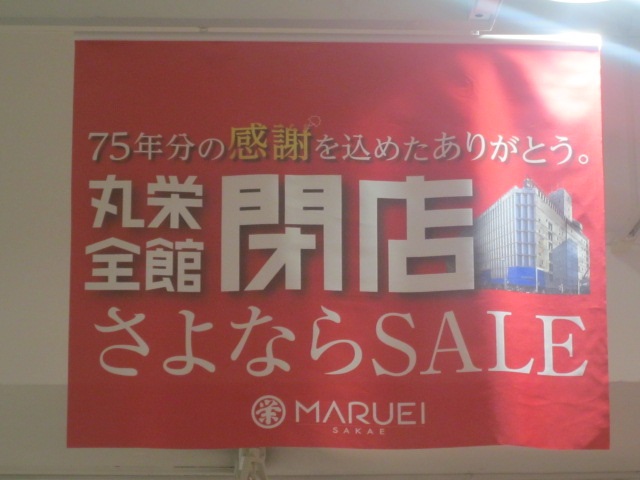 75年分の感謝を込めたありがとう。
丸栄
全館
閉店
さよならSALE
栄 MARUEI
SAKAE